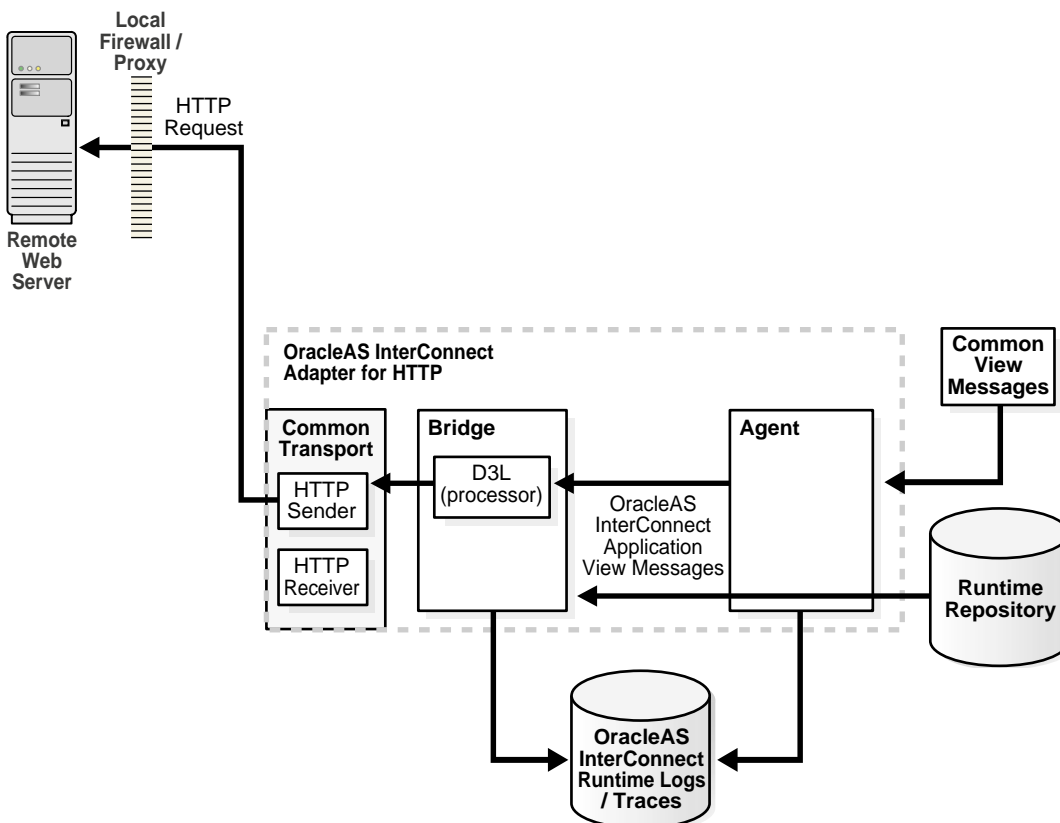 Local
Firewall /
Proxy
HTTP
Request
Remote
Web
Server
OracleAS InterConnect
Adapter for HTTP
Common
View
Messages
Common
Transport
Bridge
Agent
HTTP
Sender
D3L
(processor)
OracleAS
InterConnect
Application
View Messages
HTTP
Receiver
Runtime
Repository
OracleAS
InterConnect
Runtime Logs
/ Traces